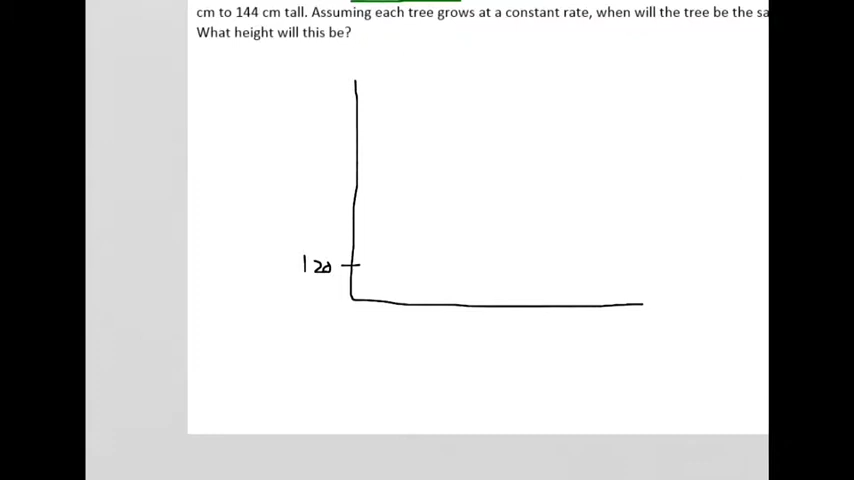 cm to 144 cm tall. Assuming each tree grows at a constant rate, when will the tree be the sa
What height will this be?
120